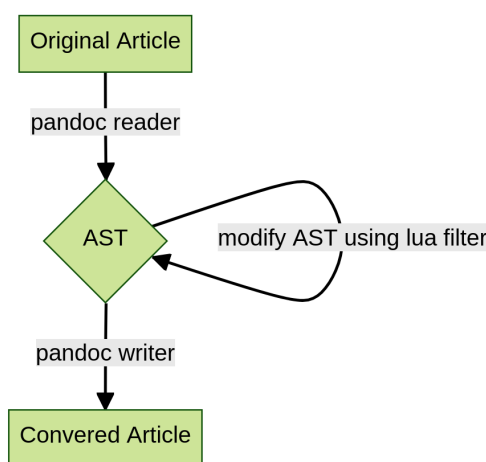 Original Article
pandoc reader
AST
modify AST using lua filter
pandoc writer
Convered Article